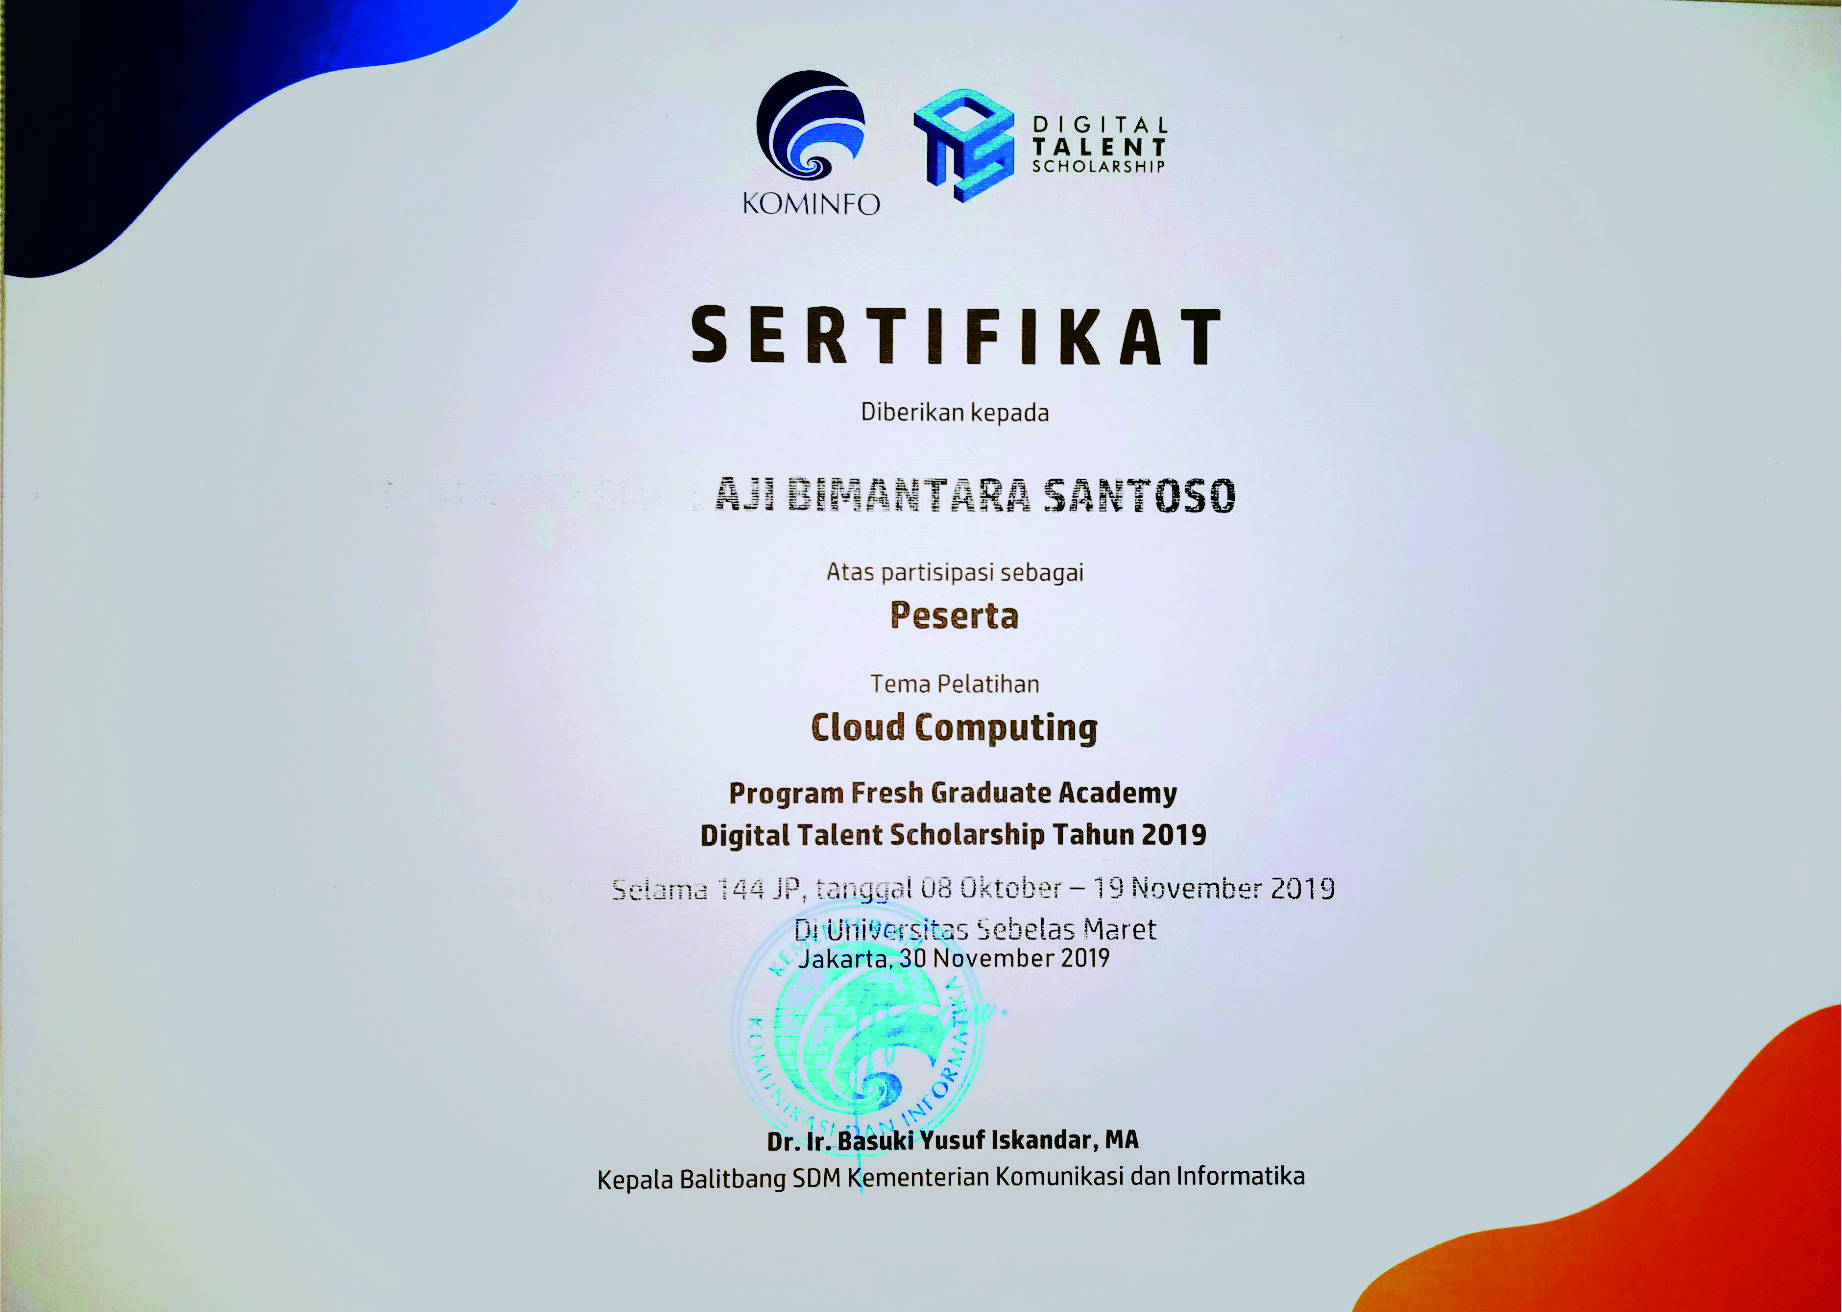 KOMINFO
DIGITAL
TALENT
SCHOLARSHIP
SERTIFIKAT
Diberikan kepada
AJI BIMANTARA SANTOSO
Atas partisipasi sebagai
Peserta
Tema Pelatihan
Cloud Computing
Program Fresh Graduate Academy
Digital Talent Scholarship Tahun 2019
Selama 144 JP, tanggal 08 Oktober – 19 November 2019
Di Universitas Sebelas Maret
Jakarta, 30 November 2019
KEMENTERIAN
KOMUNIKASI DAN INFORMATIKA
Dr. Ir. Basuki Yusuf Iskandar, MA
Kepala Balitbang SDM Kementerian Komunikasi dan Informatika